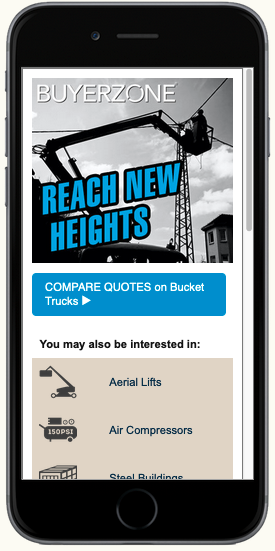 BUYERZONE
REACH NEW
HEIGHTS
COMPARE QUOTES on Bucket
Trucks ▶
You may also be interested in:
Aerial Lifts
150PSI
Air Compressors
Steel Buildings